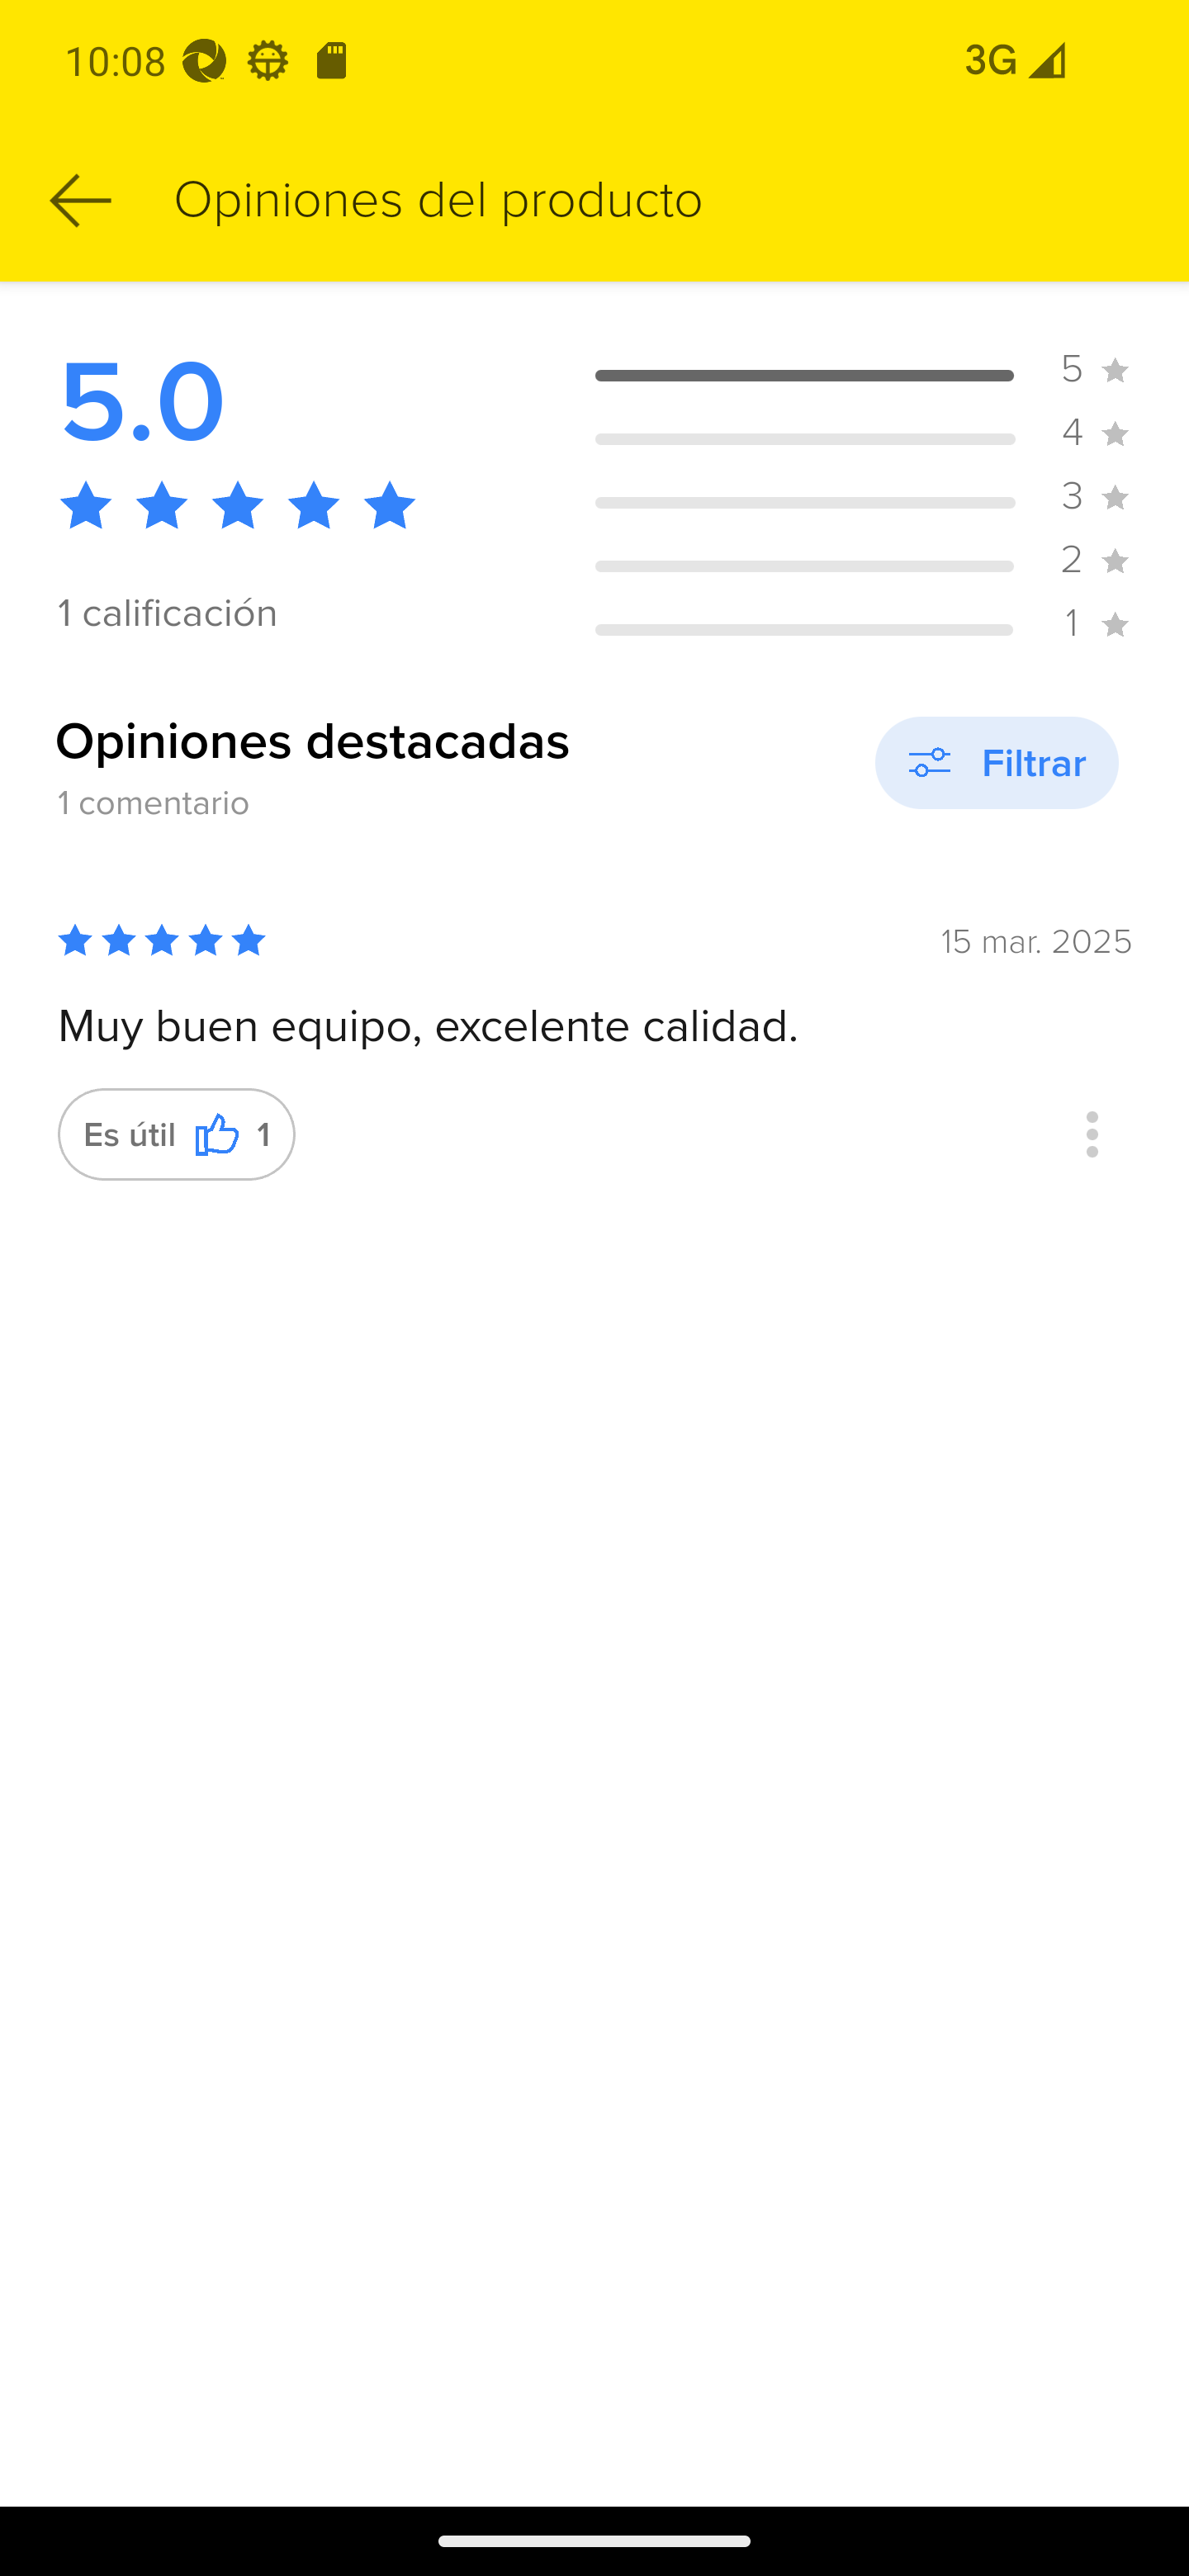 10:08
3G
Opiniones del producto
5.0
1 calificación
5
4
3
2
1
Opiniones destacadas
1 comentario
Filtrar
15 mar. 2025
Muy buen equipo, excelente calidad.
Es útil 1